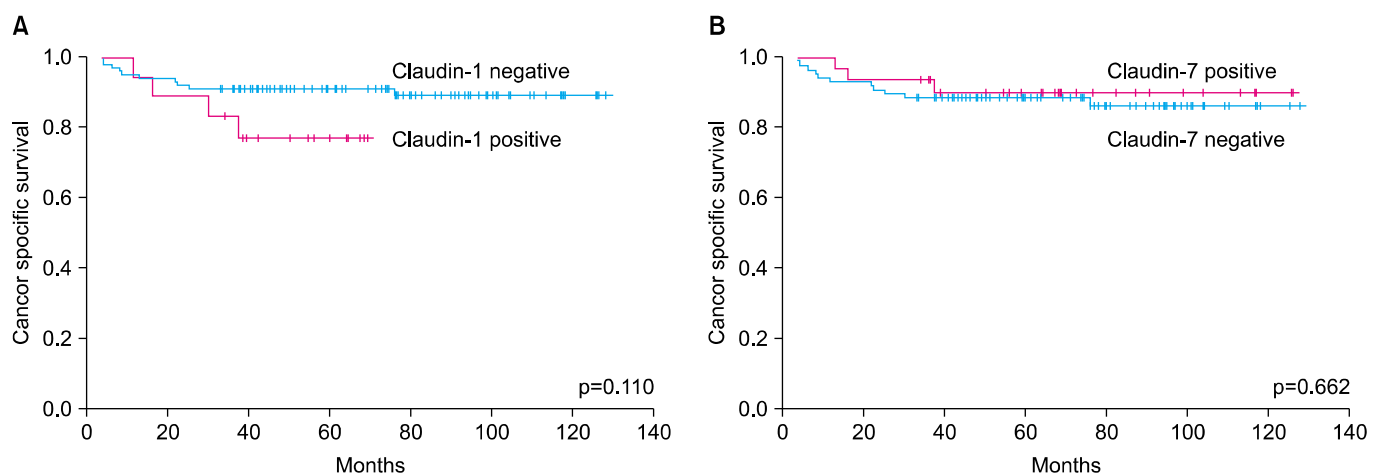 A
Cancor spocific survival
1.0
0.8
0.6
0.4
0.2
0.0
Claudin-1 negative
Claudin-1 positive
p=0.110
0 20 40 60 80 100 120 140
Months
B
Cancor spocific survival
1.0
0.8
0.6
0.4
0.2
0.0
Claudin-7 positive
Claudin-7 negative
p=0.662
0 20 40 60 80 100 120 140
Months